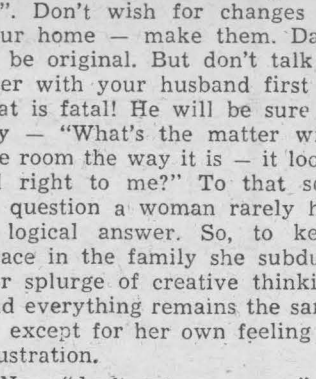 ”. Don't wish for changes
ur home — make them. Da
be original. But don't talk
er with your husband first
at is fatal! He will be sure
y — “What's the matter w
e room the way it is — it loo
l right to me?” To that so
question a woman rarely h
logical answer. So, to ke
ace in the family she subdu
r splurge of creative thinki
d everything remains the sa
except for her own feeling
ustration.